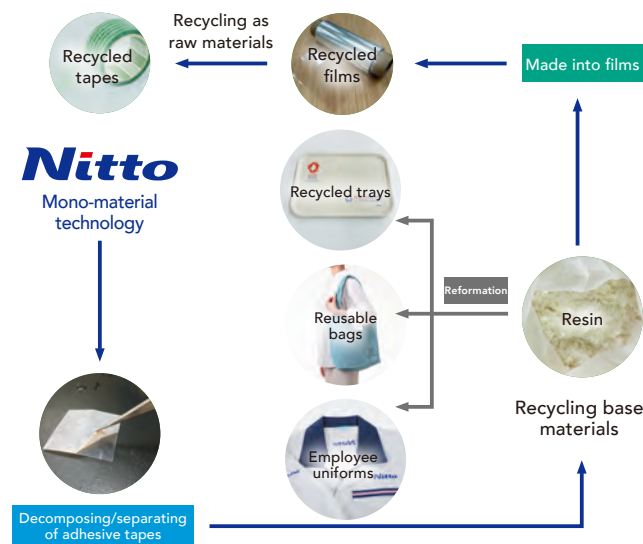 Recycling as
raw materials
Recycled
tapes
Recycled
films
Made into films
Nitto
Mono-material
technology
Recycled trays
Reformation
Reusable
bags
Resin
Recycling base
materials
Employee
uniforms
Nitto
Decomposing/separating
of adhesive tapes